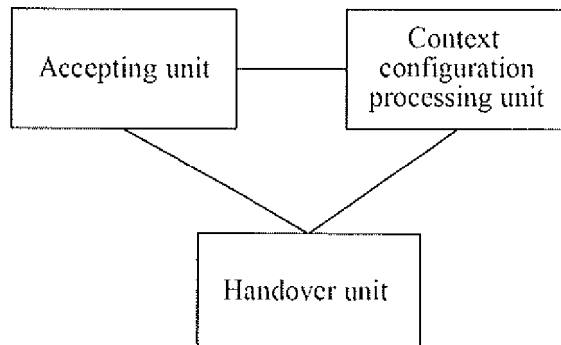 Accepting unit
Context
configuration
processing unit
Handover unit